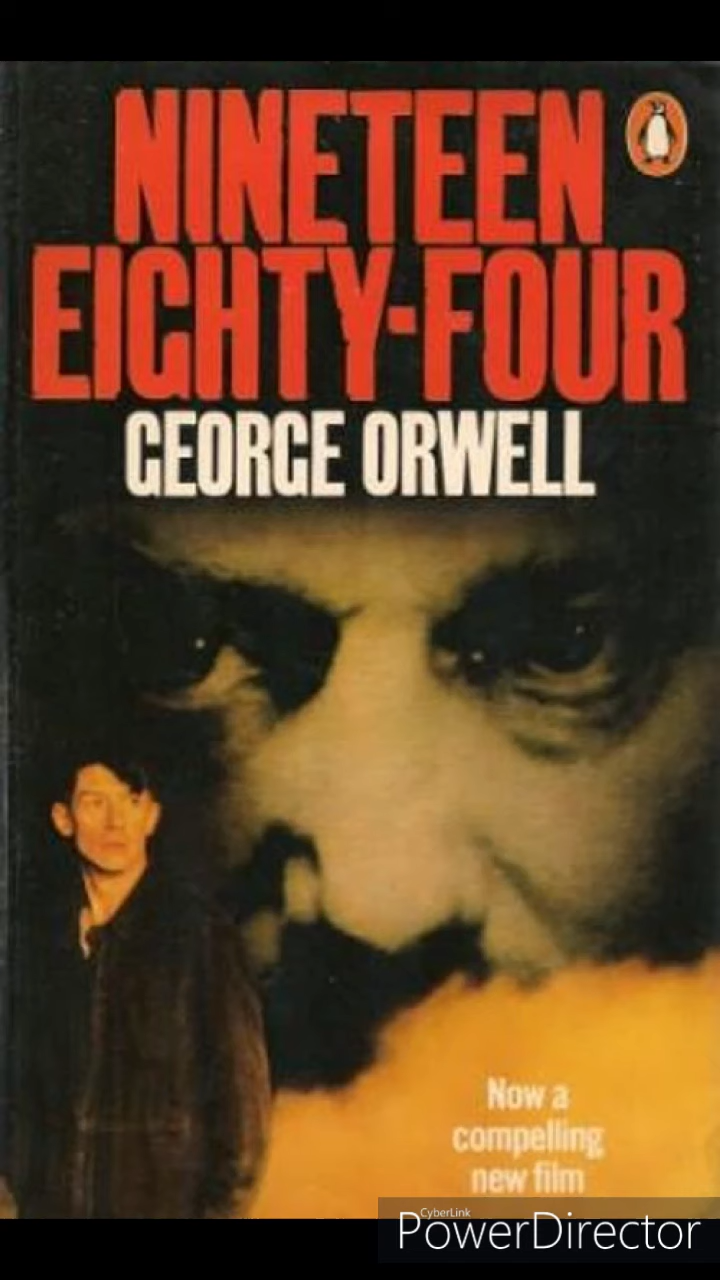 NINETEEN
EIGHTY-FOUR
GEORGE ORWELL
Now a
compelling
new film
CyberLink
PowerDirector